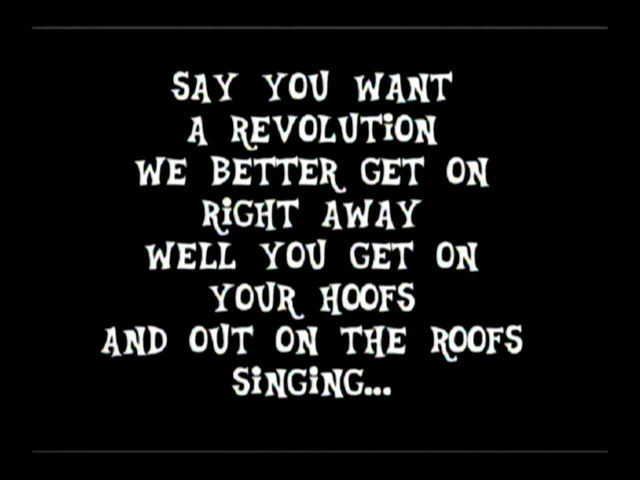 SAY YOU WANT
A REVOLUTiON
WE BETTER GET ON
RiGHT AWAY
WELL YOU GET ON
YOUR HOOFS
AND OUT ON THE ROOFS
SiNGiNG...